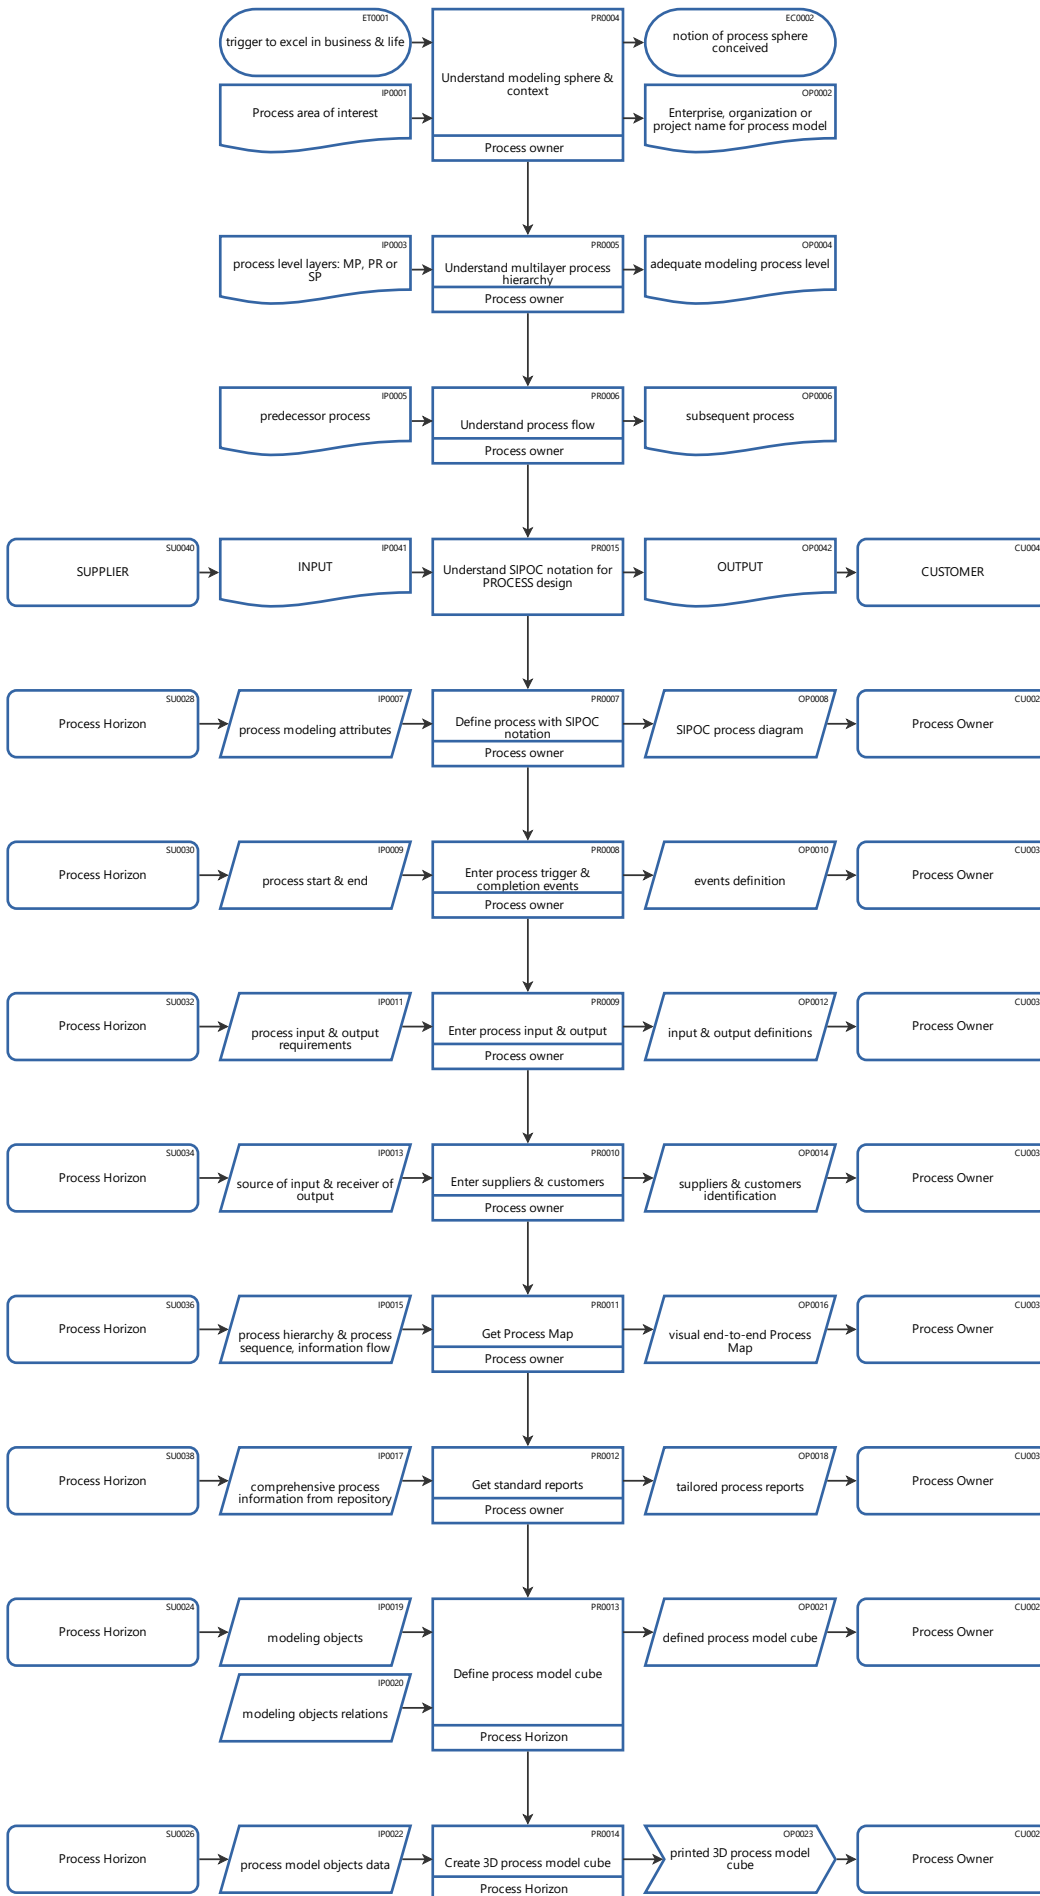 ET0001
trigger to excel in business & life
PR0004
Understand modeling sphere &
context
Process owner
EC0002
notion of process sphere
conceived
IP0001
Process area of interest
OP0002
Enterprise, organization or
project name for process model
IP0003
process level layers: MP, PR or
SP
PR0005
Understand multilayer process
hierarchy
Process owner
OP0004
adequate modeling process level
IP0005
predecessor process
PR0006
Understand process flow
Process owner
OP0006
subsequent process
SU0040
SUPPLIER
IP0041
INPUT
PR0015
Understand SIPOC notation for
PROCESS design
OP0042
OUTPUT
CU004
CUSTOMER
SU0028
Process Horizon
IP0007
process modeling attributes
PR0007
Define process with SIPOC
notation
Process owner
OP0008
SIPOC process diagram
CU002
Process Owner
SU0030
Process Horizon
IP0009
process start & end
PR0008
Enter process trigger &
completion events
Process owner
OP0010
events definition
CU003
Process Owner
SU0032
Process Horizon
IP0011
process input & output
requirements
PR0009
Enter process input & output
Process owner
OP0012
input & output definitions
CU003
Process Owner
SU0034
Process Horizon
IP0013
source of input & receiver of
output
PR0010
Enter suppliers & customers
Process owner
OP0014
suppliers & customers
identification
CU003
Process Owner
SU0036
Process Horizon
IP0015
process hierarchy & process
sequence, information flow
PR0011
Get Process Map
Process owner
OP0016
visual end-to-end Process
Map
CU003
Process Owner
SU0038
Process Horizon
IP0017
comprehensive process
information from repository
PR0012
Get standard reports
Process owner
OP0018
tailored process reports
CU003
Process Owner
SU0024
Process Horizon
IP0019
modeling objects
IP0020
modeling objects relations
PR0013
Define process model cube
Process Horizon
OP0021
defined process model cube
CU002
Process Owner
SU0026
Process Horizon
IP0022
process model objects data
PR0014
Create 3D process model cube
Process Horizon
OP0023
printed 3D process model
cube
CU002
Process Owner